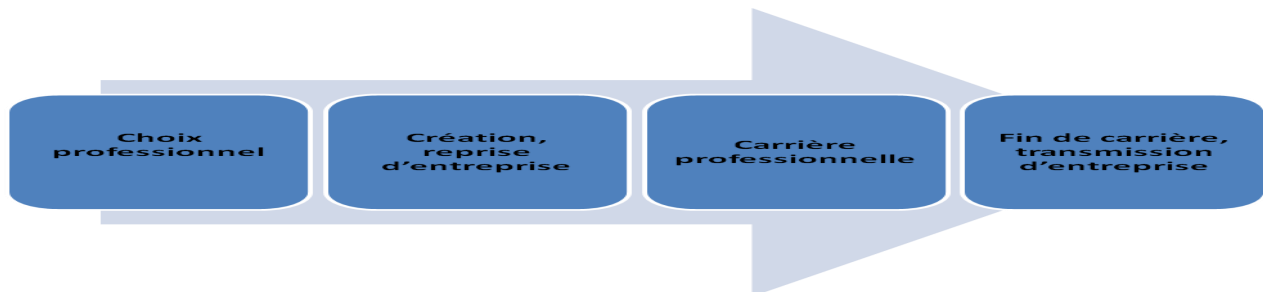 Choix
professionnel
Création,
reprise
d’entreprise
Carrière
professionnelle
Fin de carrière,
transmission
d’entreprise